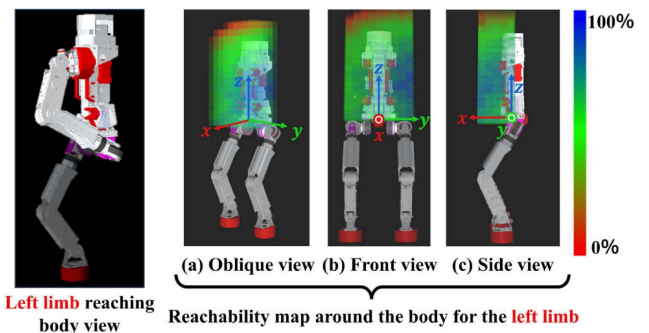 100%
z
x
y
z
y
x
z
x
y
0%
(a) Oblique view (b) Front view (c) Side view
Left limb reaching
body view
Reachability map around the body for the left limb